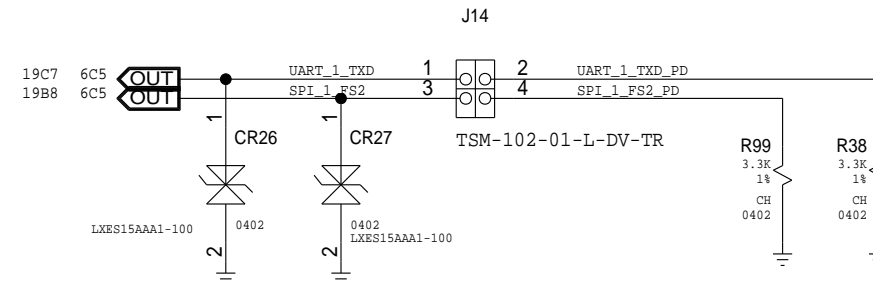 J14
19C7 6C5 OUT UART_1_TXD 1 2 UART_1_TXD_PD
19B8 6C5 OUT SPI_1_FS2 3 4 SPI_1_FS2_PD
TSM-102-01-L-DV-TR
1 CR26 1 CR27
R99 R38
3.3K 3.3K
1% 1%
CH CH
0402 0402
LXES15AAA1-100 0402 0402
LXES15AAA1-100
2 2